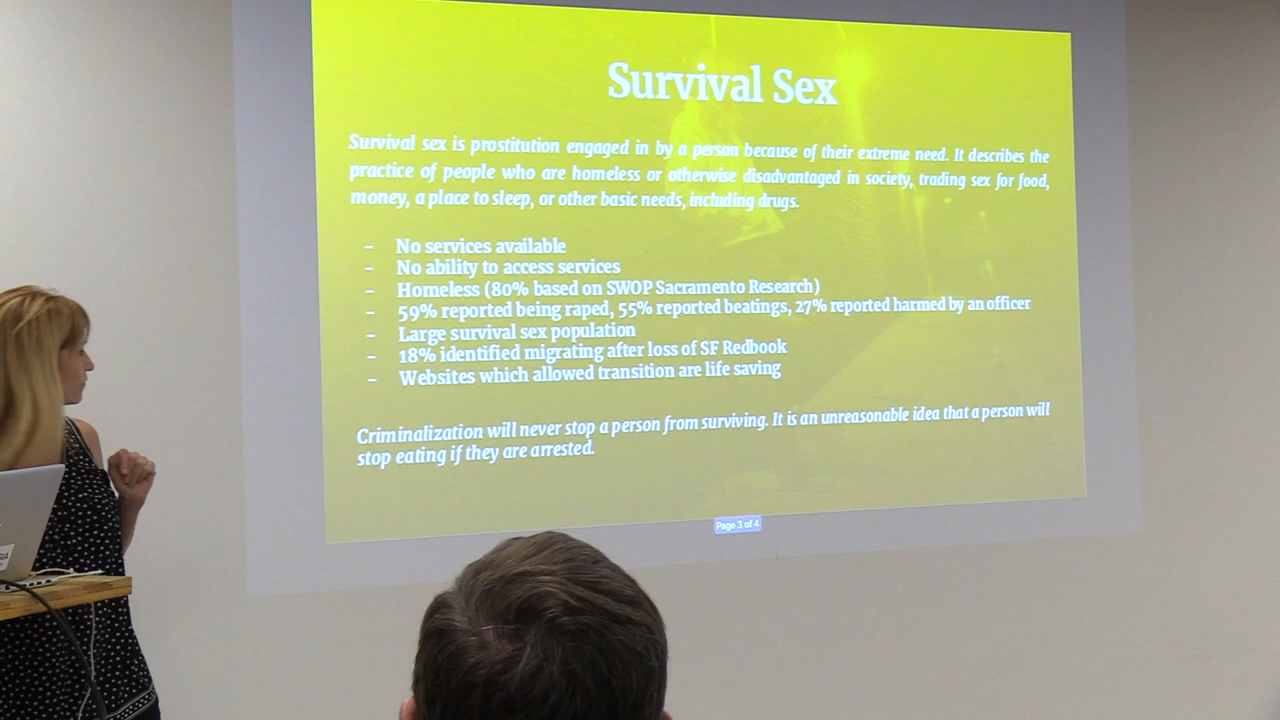 Survival Sex
Survival sex is prostitution engaged in by a person because of their extreme need. It describes the
practice of people who are homeless or otherwise disadvantaged in society, trading sex for food,
money, a place to sleep, or other basic needs, including drugs.
- No services available
- No ability to access services
- Homeless (80% based on SWOP Sacramento Research)
- 59% reported being raped, 55% reported beatings, 27% reported harmed by an officer
- Large survival sex population
- 18% identified migrating after loss of SF Redbook
- Websites which allowed transition are life saving
Criminalization will never stop a person from surviving. It is an unreasonable idea that a person will
stop eating if they are arrested.
Page 3 of 4